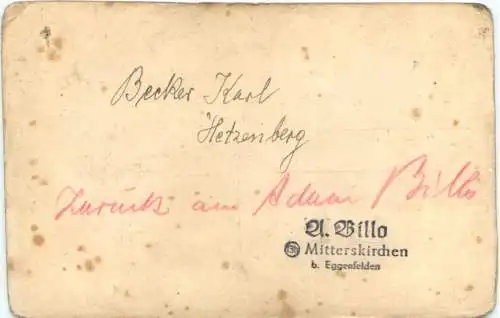 Becker Karl
Hetzenberg
Zurück an Adam Billo
A. Billo
Mitterskirchen
b. Eggenfelden